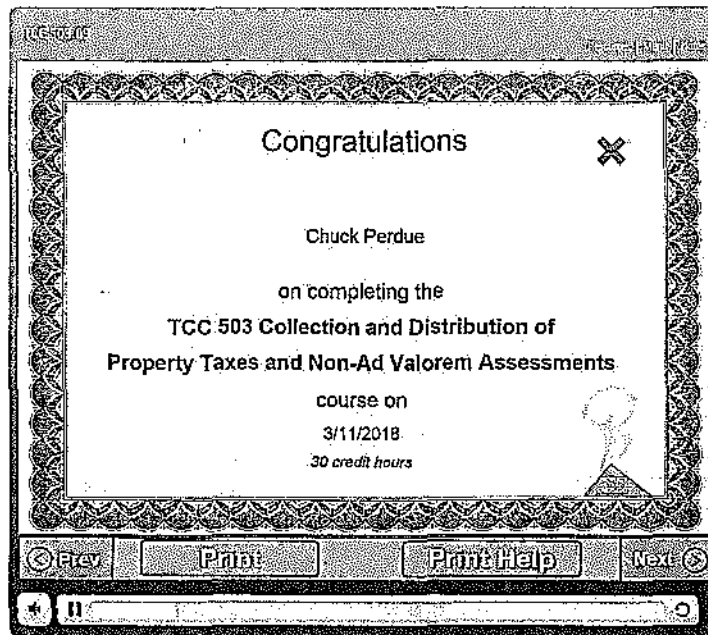 Congratulations
Chuck Perdue
on completing the
TCC 503 Collection and Distribution of
Property Taxes and Non-Ad Valorem Assessments
course on
3/11/2018
30 credit hours
Prev
Print
Print Help
Next